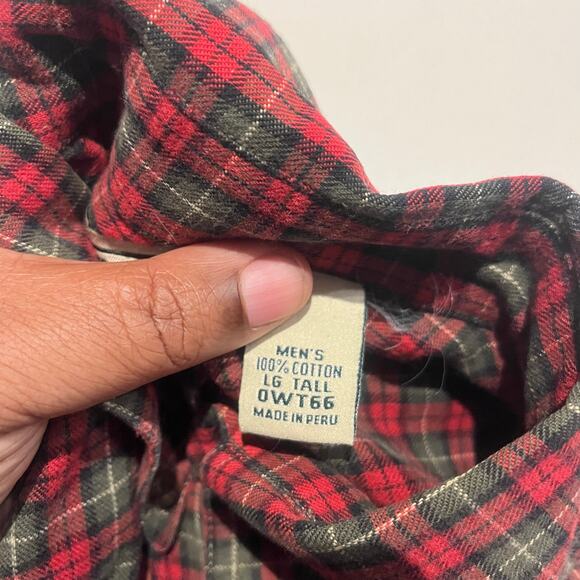 MEN'S
100% COTTON
LG TALL
0WT66
MADE IN PERU